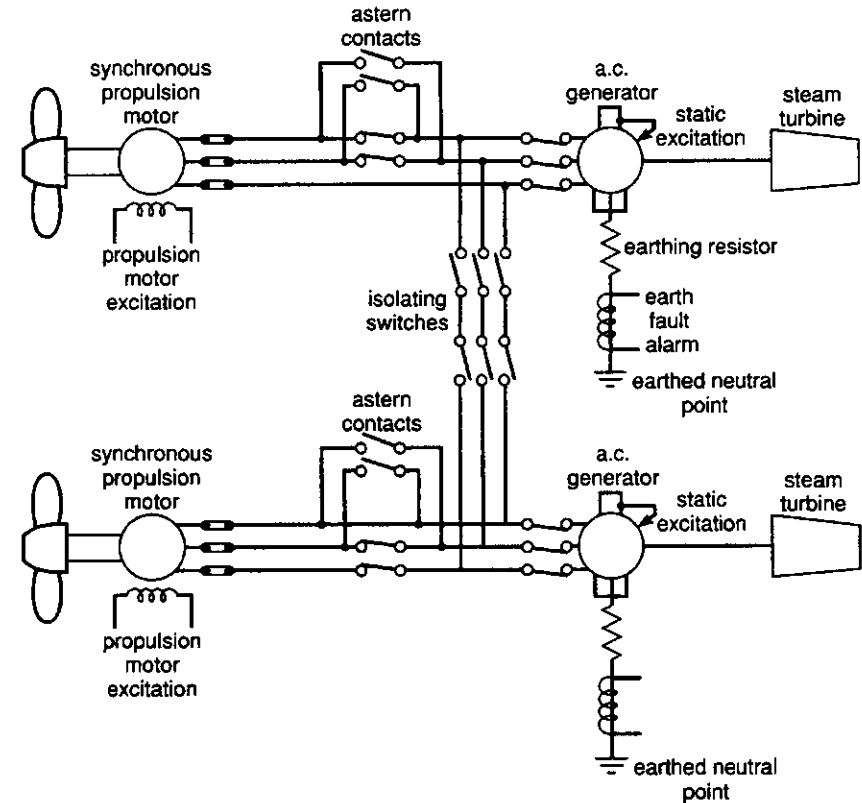 astern
contacts
synchronous
propulsion
motor
a.c.
generator
static
excitation
steam
turbine
propulsion
motor
excitation
earthing resistor
isolating
switches
earth
fault
alarm
earthed neutral
point
astern
contacts
synchronous
propulsion
motor
a.c.
generator
static
excitation
steam
turbine
propulsion
motor
excitation
earthed neutral
point